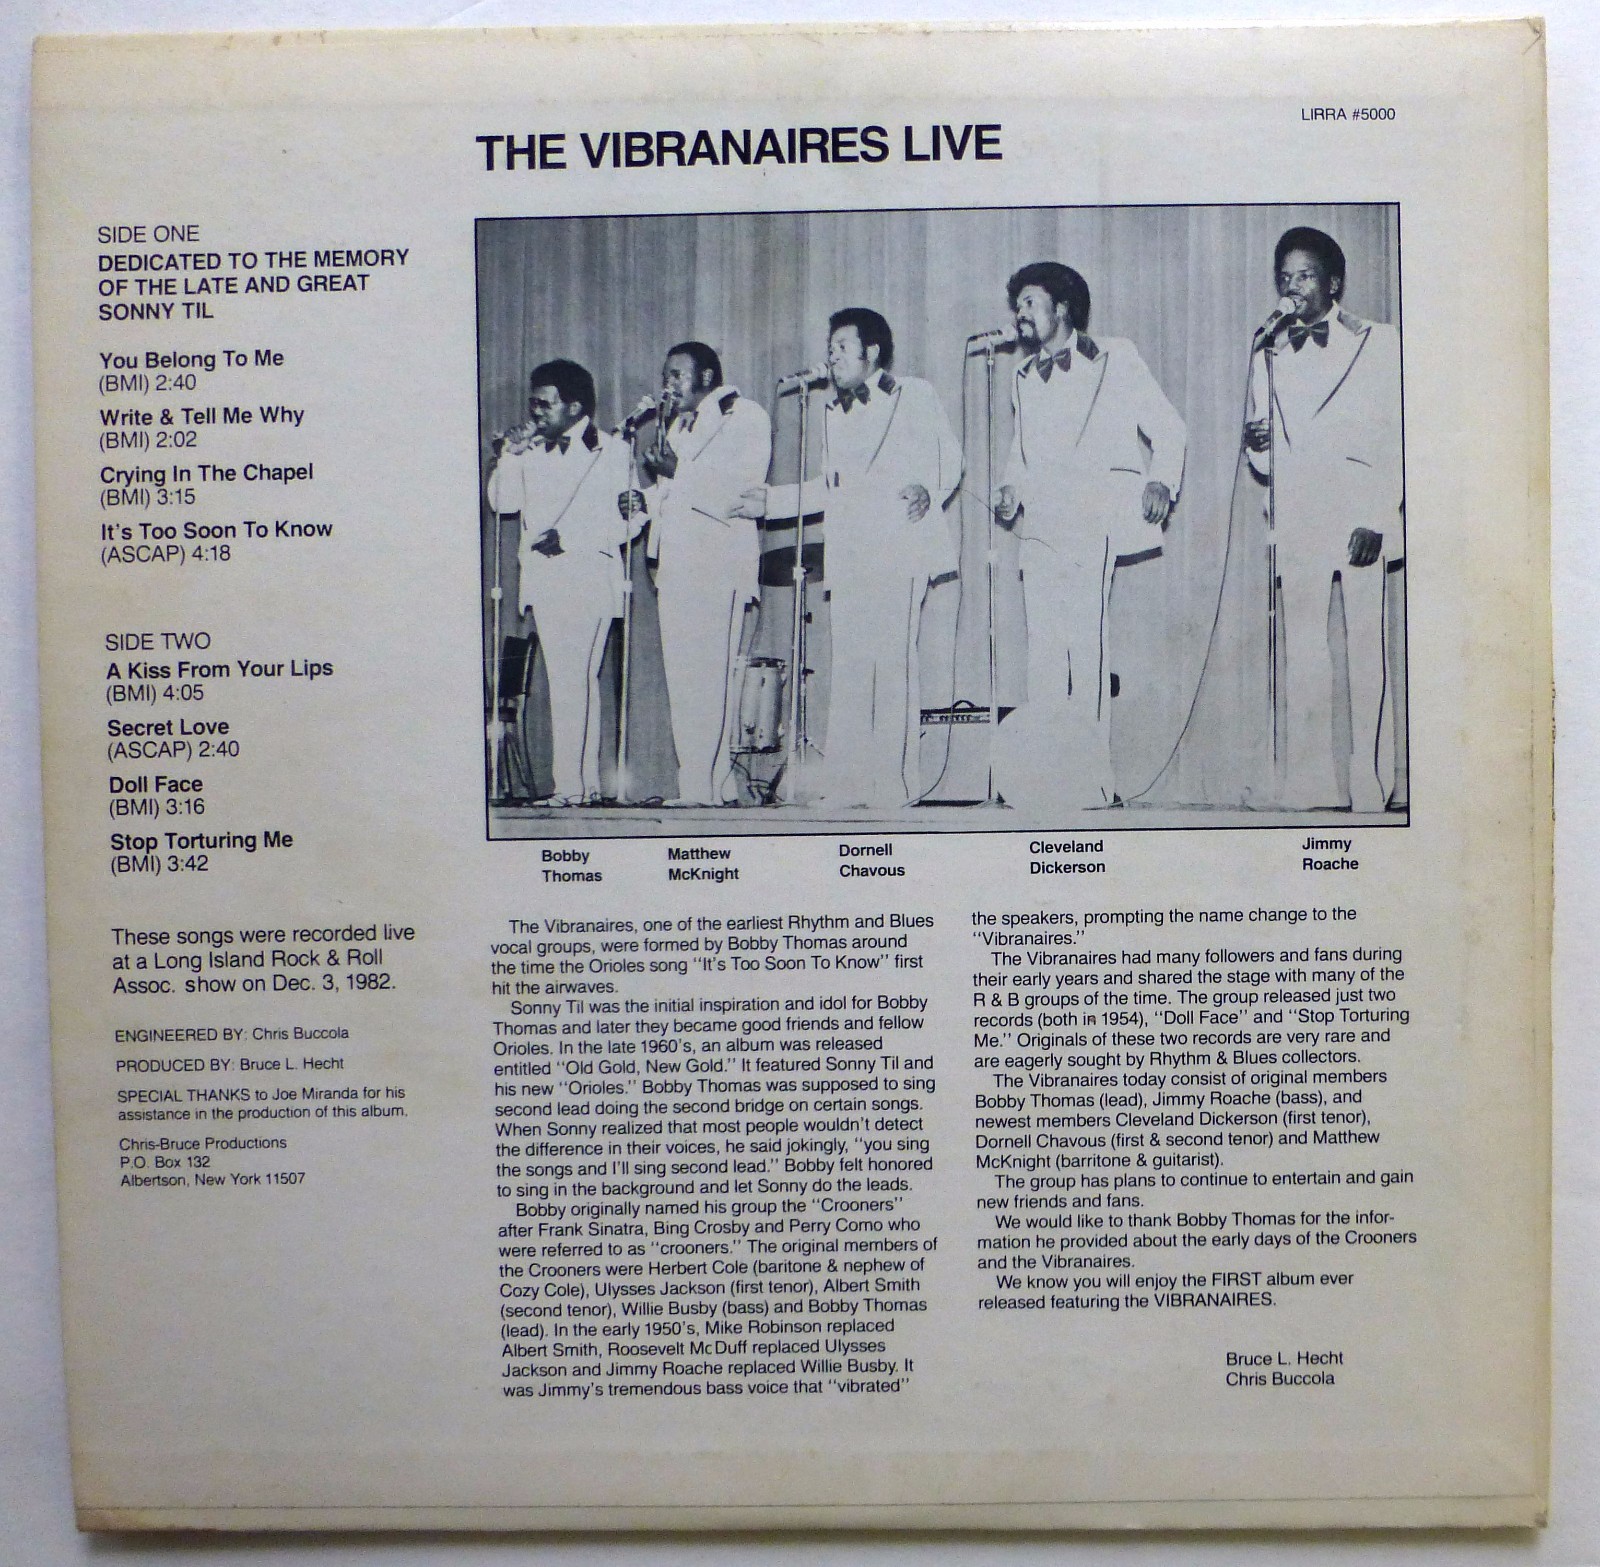 LIRRA #5000
THE VIBRANAIRES LIVE
SIDE ONE
DEDICATED TO THE MEMORY
OF THE LATE AND GREAT
SONNY TIL
You Belong To Me
(BMI) 2:40
Write & Tell Me Why
(BMI) 2:02
Crying In The Chapel
(BMI) 3:15
It's Too Soon To Know
(ASCAP) 4:18
SIDE TWO
A Kiss From Your Lips
(BMI) 4:05
Secret Love
(ASCAP) 2:40
Doll Face
(BMI) 3:16
Stop Torturing Me
(BMI) 3:42
These songs were recorded live
at a Long Island Rock & Roll
Assoc. show on Dec. 3, 1982.
ENGINEERED BY: Chris Buccola
PRODUCED BY: Bruce L. Hecht
SPECIAL THANKS to Joe Miranda for his
assistance in the production of this album.
Chris-Bruce Productions
P.O. Box 132
Albertson, New York 11507
Bobby
Thomas
Matthew
McKnight
Dornell
Chavous
Cleveland
Dickerson
Jimmy
Roache
The Vibranaires, one of the earliest Rhythm and Blues
vocal groups, were formed by Bobby Thomas around
the time the Orioles song "It's Too Soon To Know" first
hit the airwaves.
Sonny Til was the initial inspiration and idol for Bobby
Thomas and later they became good friends and fellow
Orioles. In the late 1960's, an album was released
entitled "Old Gold, New Gold." It featured Sonny Til and
his new "Orioles." Bobby Thomas was supposed to sing
second lead doing the second bridge on certain songs.
When Sonny realized that most people wouldn't detect
the difference in their voices, he said jokingly, "you sing
the songs and I'll sing second lead." Bobby felt honored
to sing in the background and let Sonny do the leads.
Bobby originally named his group the "Crooners"
after Frank Sinatra, Bing Crosby and Perry Como who
were referred to as "crooners." The original members of
the Crooners were Herbert Cole (baritone & nephew of
Cozy Cole), Ulysses Jackson (first tenor), Albert Smith
(second tenor), Willie Busby (bass) and Bobby Thomas
(lead). In the early 1950's, Mike Robinson replaced
Albert Smith, Roosevelt McDuff replaced Ulysses
Jackson and Jimmy Roache replaced Willie Busby. It
was Jimmy's tremendous bass voice that "vibrated"
the speakers, prompting the name change to the
"Vibranaires."
The Vibranaires had many followers and fans during
their early years and shared the stage with many of the
R & B groups of the time. The group released just two
records (both in 1954), "Doll Face" and "Stop Torturing
Me." Originals of these two records are very rare and
are eagerly sought by Rhythm & Blues collectors.
The Vibranaires today consist of original members
Bobby Thomas (lead), Jimmy Roache (bass), and
newest members Cleveland Dickerson (first tenor),
Dornell Chavous (first & second tenor) and Matthew
McKnight (barritone & guitarist).
The group has plans to continue to entertain and gain
new friends and fans.
We would like to thank Bobby Thomas for the infor-
mation he provided about the early days of the Crooners
and the Vibranaires.
We know you will enjoy the FIRST album ever
released featuring the VIBRANAIRES.
Bruce L. Hecht
Chris Buccola